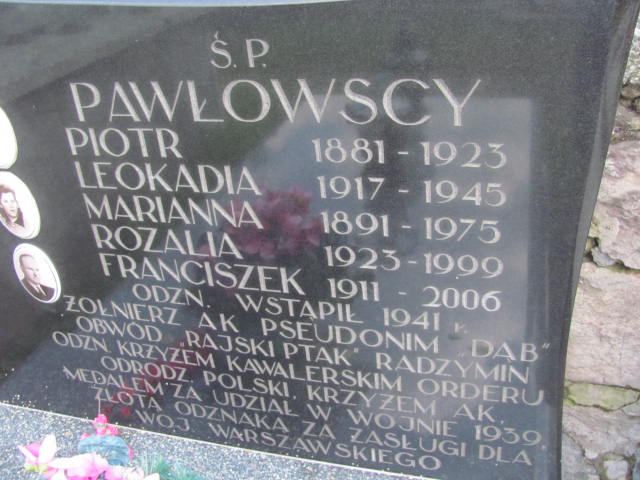 Ś.P.
PAWŁOWSCY
PIOTR 1881 - 1923
LEOKADIA 1917 - 1945
MARIANNA 1891 - 1975
ROZALIA 1923 - 1999
FRANCISZEK 1911 - 2006
ODZN. WSTĄPIŁ 1941 r.
ŻOŁNIERZ AK PSEUDONIM „DĄB"
OBWÓD „RAJSKI PTAK" RADZYMIN
ODZN. KRZYŻEM KAWALERSKIM ORDERU
ODRODZ. POLSKI, KRZYŻEM AK.
MEDALEM ZA UDZIAŁ W WOJNIE 1939.
ZŁOTĄ ODZNAKĄ ZA ZASŁUGI DLA
WOJ. WARSZAWSKIEGO